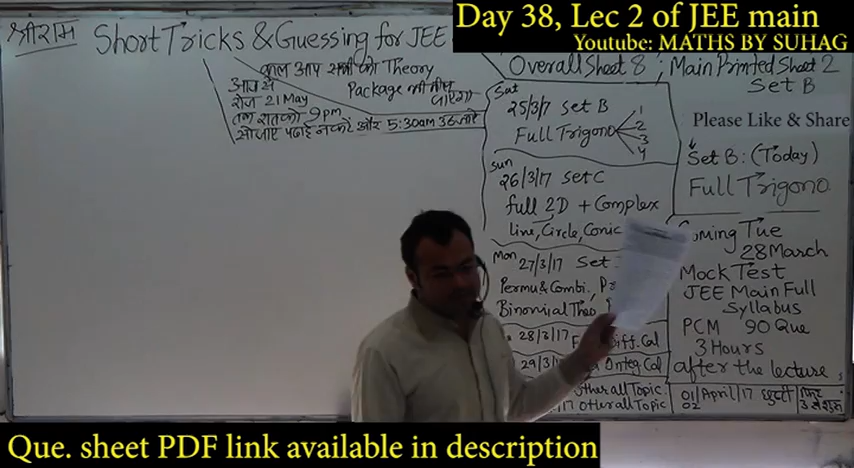 श्रीराम Short Tricks & Guessing for JEE
Day 38, Lec 2 of JEE main
Youtube: MATHS BY SUHAG
कल आप सभी को Theory
Package भी
आज से
रोज 21 May
तक रात को 9 pm
सोजाए पढ़ाई न करें और 5:30am उठ जाएं
Overall Sheet 8 ; Main Printed Sheet 2
Set B
Sat
25/3/17 Set B
Full Trigono 1
2
3
4
Sun
26/3/17 Set C
full 2D + Complex
Line, Circle, Conic
Mon 27/3/17 Set
Permu & Combi,
Binomial Theo
28/3/17 Diff. Cal
29/3/17 Integ Cal
other all Topic
/17 other all Topic
Please Like & Share
Set B: (Today)
Full Trigono
Coming Tue
28 March
Mock Test
JEE Main Full
Syllabus
PCM 90 Que
3 Hours
after the lecture
01/April/17 छुट्टी
02
फिर
3 से शुरू
Que. sheet PDF link available in description